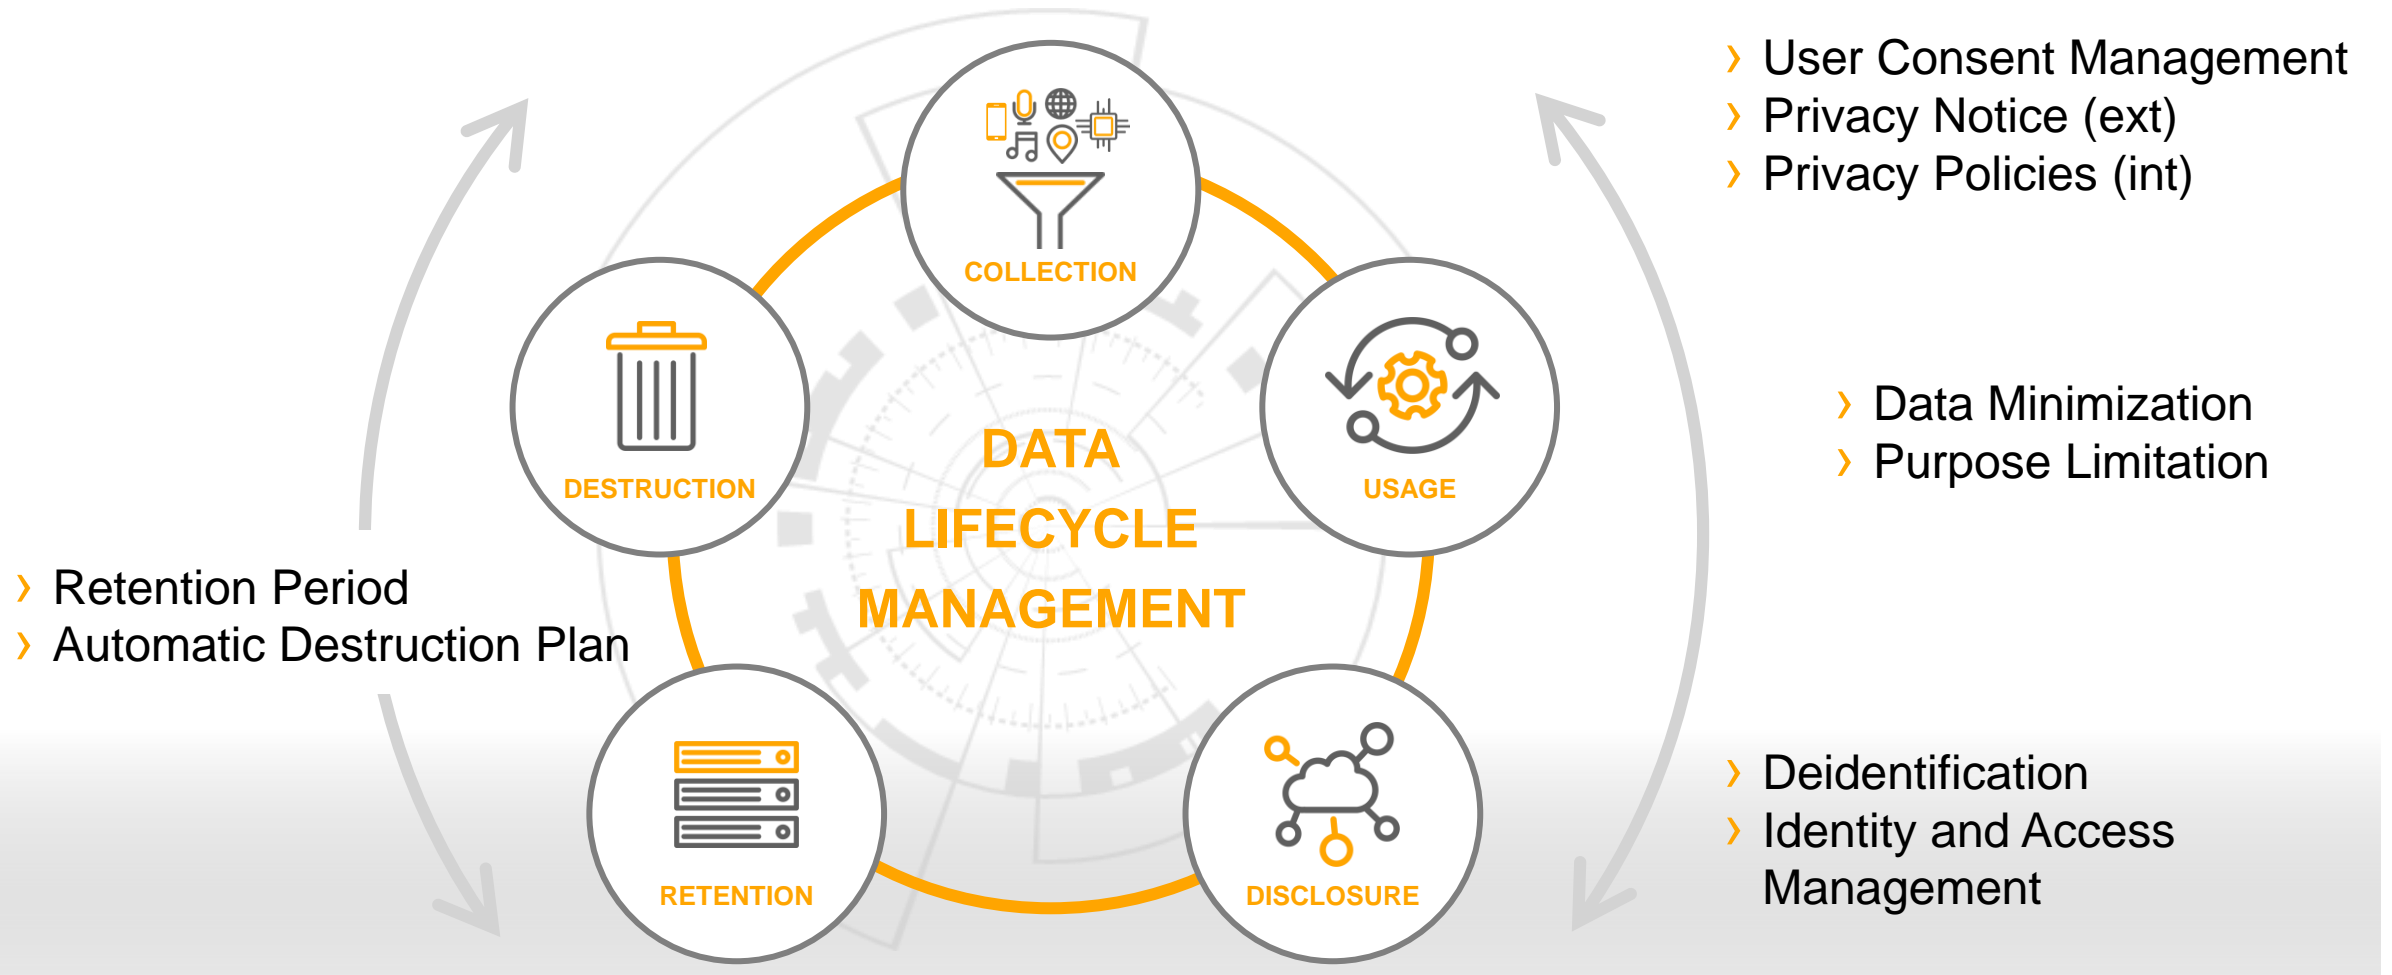 User Consent Management
Privacy Notice (ext)
Privacy Policies (int)
COLLECTION
DESTRUCTION
USAGE
DATA
LIFECYCLE
MANAGEMENT
Data Minimization
Purpose Limitation
Retention Period
Automatic Destruction Plan
RETENTION
DISCLOSURE
Deidentification
Identity and Access
Management